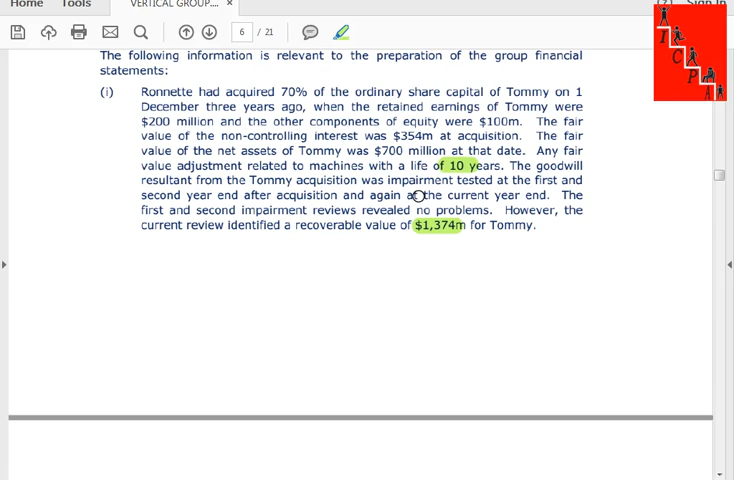 Home Tools VERTICAL GROUP.... × Sign In
6 / 21
The following information is relevant to the preparation of the group financial
statements:
(i) Ronnette had acquired 70% of the ordinary share capital of Tommy on 1
December three years ago, when the retained earnings of Tommy were
$200 million and the other components of equity were $100m. The fair
value of the non-controlling interest was $354m at acquisition. The fair
value of the net assets of Tommy was $700 million at that date. Any fair
value adjustment related to machines with a life of 10 years. The goodwill
resultant from the Tommy acquisition was impairment tested at the first and
second year end after acquisition and again at the current year end. The
first and second impairment reviews revealed no problems. However, the
current review identified a recoverable value of $1,374m for Tommy.
I
C
P
A